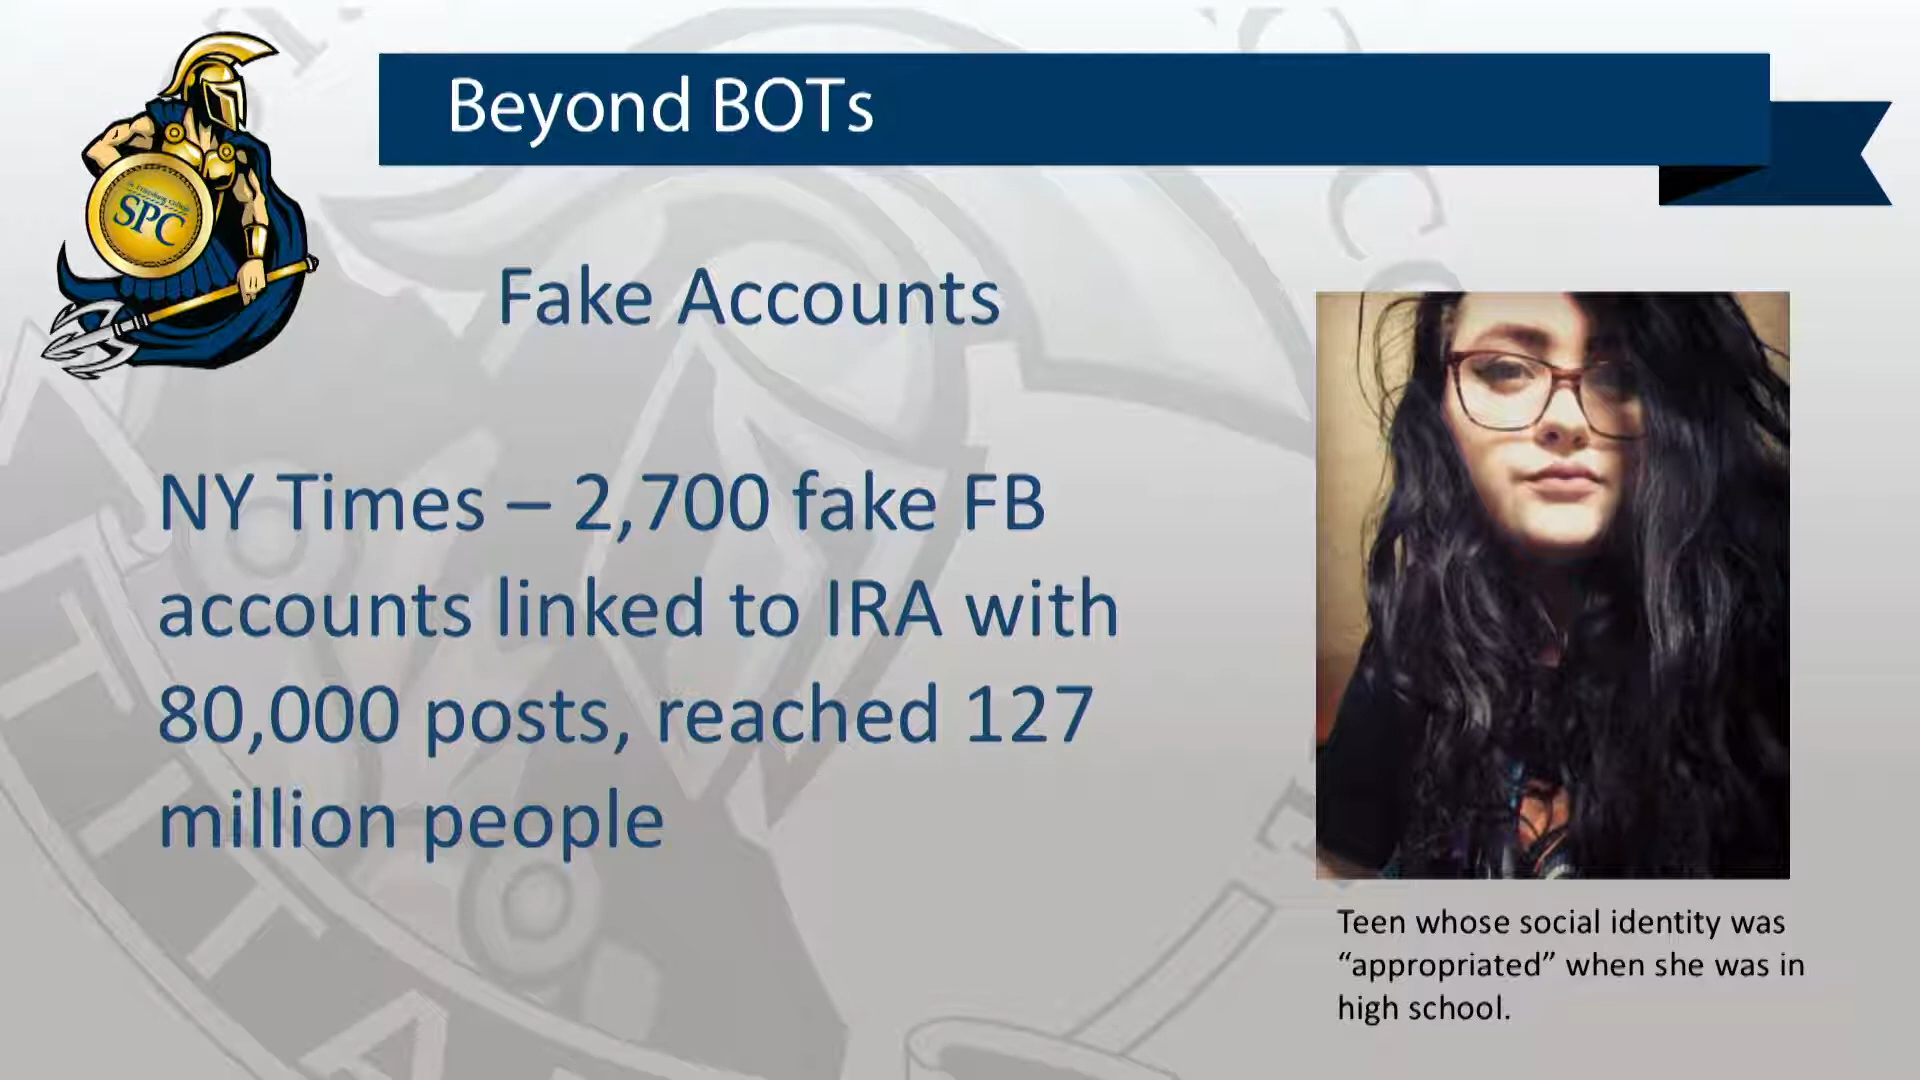 Beyond BOTs
SPC
Fake Accounts
NY Times – 2,700 fake FB
accounts linked to IRA with
80,000 posts, reached 127
million people
Teen whose social identity was
“appropriated” when she was in
high school.